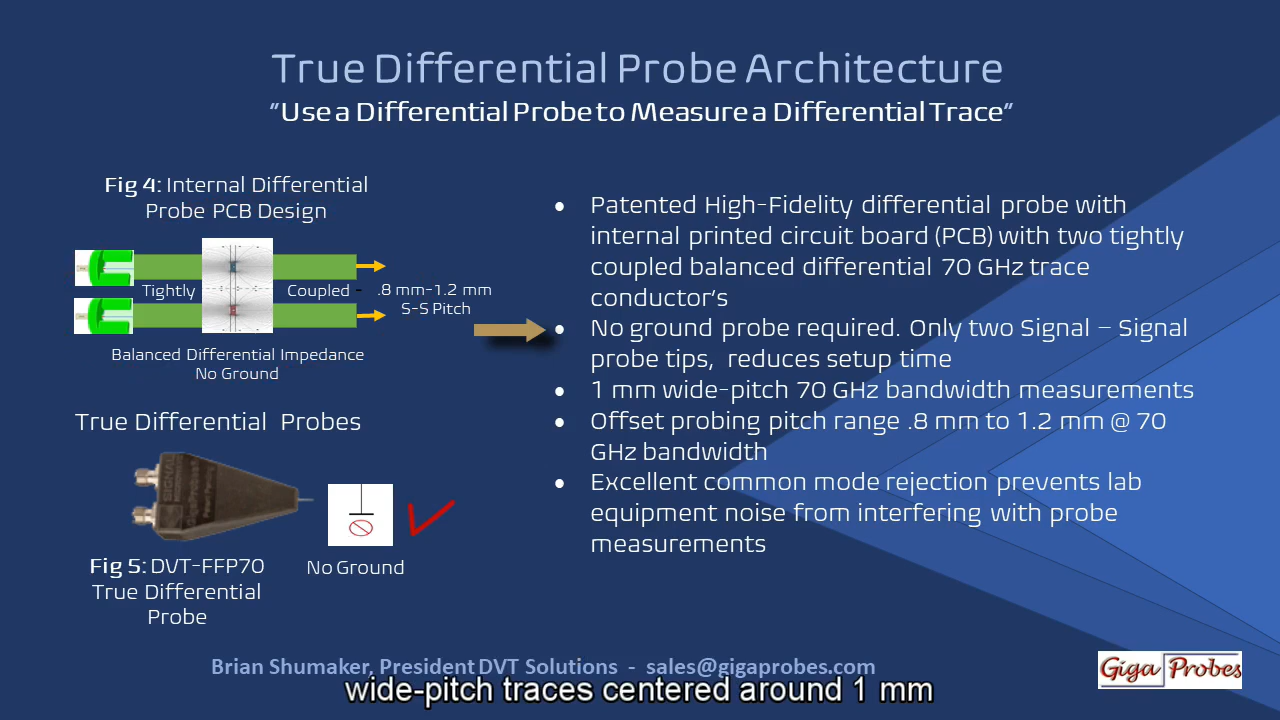 True Differential Probe Architecture
"Use a Differential Probe to Measure a Differential Trace"
Fig 4: Internal Differential
Probe PCB Design
Tightly
Coupled -
.8 mm-1.2 mm
S-S Pitch
Balanced Differential Impedance
No Ground
True Differential Probes
SIGNAL
No Ground
Fig 5: DVT-FFP70
True Differential
Probe
• Patented High-Fidelity differential probe with
internal printed circuit board (PCB) with two tightly
coupled balanced differential 70 GHz trace
conductor's
• No ground probe required. Only two Signal – Signal
probe tips, reduces setup time
• 1 mm wide-pitch 70 GHz bandwidth measurements
• Offset probing pitch range .8 mm to 1.2 mm @ 70
GHz bandwidth
• Excellent common mode rejection prevents lab
equipment noise from interfering with probe
measurements
Brian Shumaker, President DVT Solutions - sales@gigaprobes.com
Giga Probes
wide-pitch traces centered around 1 mm